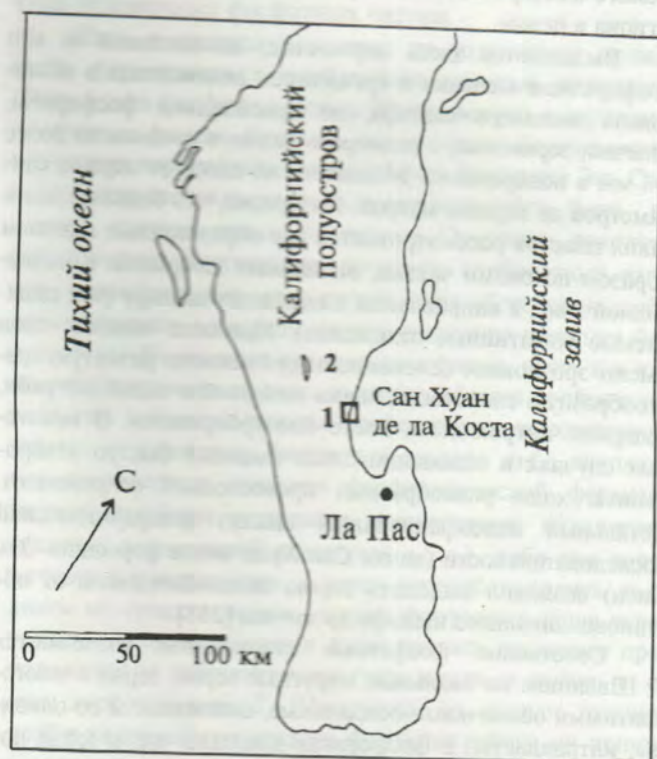 Тихий океан
Калифорнийский
полуостров
Калифорнийский
залив
2
1
Сан Хуан
де ла Коста
С
Ла Пас
0 50 100 км